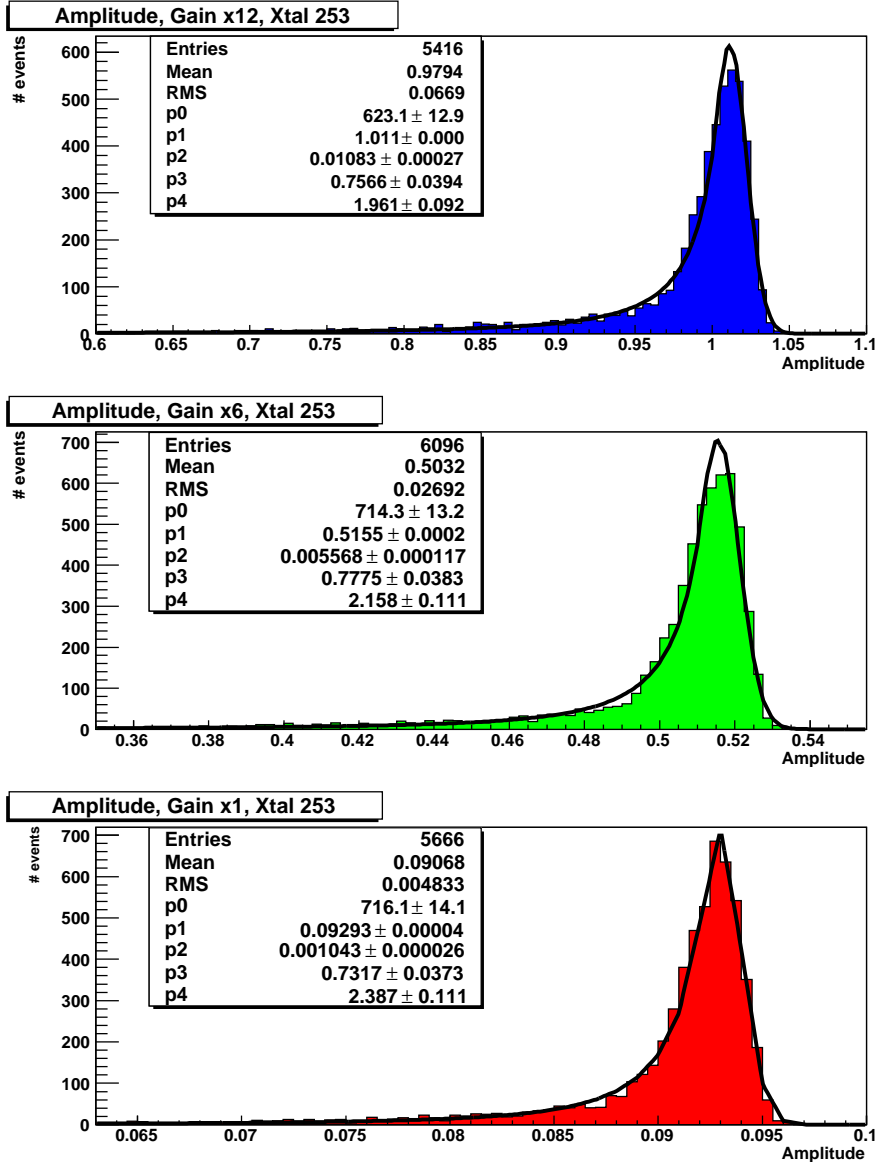 Amplitude, Gain x12, Xtal 253
# events
Entries 5416
Mean 0.9794
RMS 0.0669
p0 623.1 ± 12.9
p1 1.011 ± 0.000
p2 0.01083 ± 0.00027
p3 0.7566 ± 0.0394
p4 1.961 ± 0.092
600
500
400
300
200
100
0
0.6 0.65 0.7 0.75 0.8 0.85 0.9 0.95 1 1.05 1.1
Amplitude
Amplitude, Gain x6, Xtal 253
# events
Entries 6096
Mean 0.5032
RMS 0.02692
p0 714.3 ± 13.2
p1 0.5155 ± 0.0002
p2 0.005568 ± 0.000117
p3 0.7775 ± 0.0383
p4 2.158 ± 0.111
700
600
500
400
300
200
100
0
0.36 0.38 0.4 0.42 0.44 0.46 0.48 0.5 0.52 0.54
Amplitude
Amplitude, Gain x1, Xtal 253
# events
Entries 5666
Mean 0.09068
RMS 0.004833
p0 716.1 ± 14.1
p1 0.09293 ± 0.00004
p2 0.001043 ± 0.000026
p3 0.7317 ± 0.0373
p4 2.387 ± 0.111
700
600
500
400
300
200
100
0
0.065 0.07 0.075 0.08 0.085 0.09 0.095 0.1
Amplitude